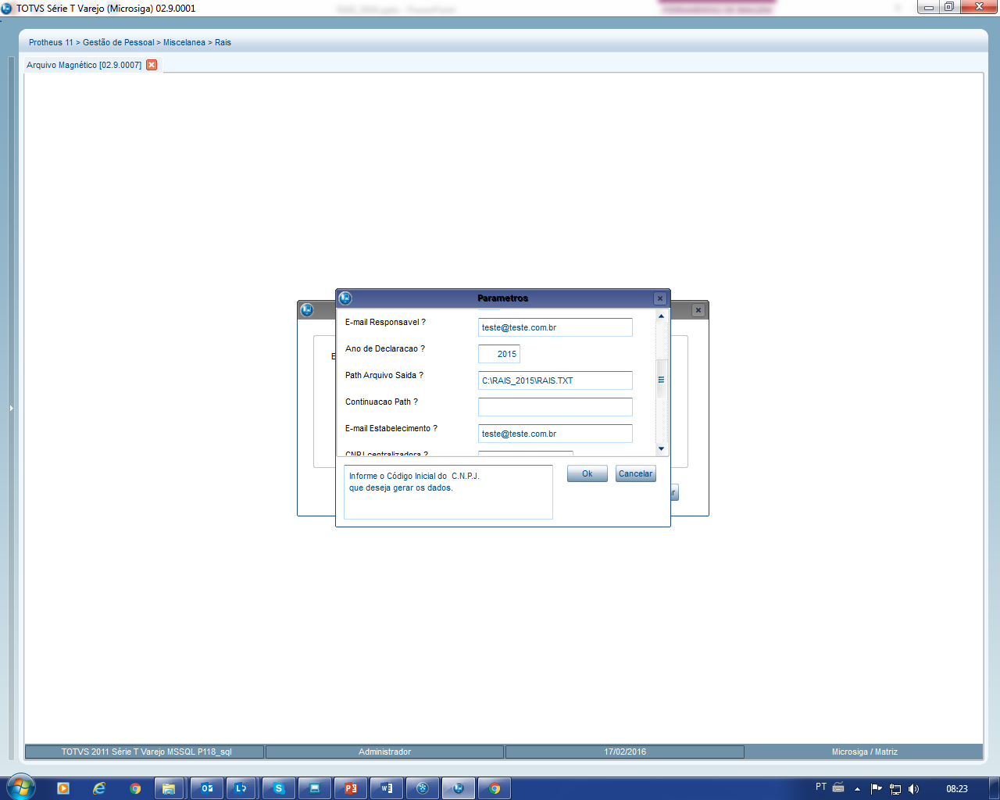 TOTVS Série T Varejo (Microsiga) 02.9.0001
Protheus 11 > Gestão de Pessoal > Miscelanea > Rais
Arquivo Magnético [02.9.0007]
Parametros
E-mail Responsavel ?
teste@teste.com.br
Ano de Declaracao ?
2015
Path Arquivo Saida ?
C:\RAIS_2015\RAIS.TXT
Continuacao Path ?
E-mail Estabelecimento ?
teste@teste.com.br
CNPJ centralizadora ?
Informe o Código Inicial do C.N.P.J.
que deseja gerar os dados.
Ok
Cancelar
TOTVS 2011 Série T Varejo MSSQL P118_sql
Administrador
17/02/2016
Microsiga / Matriz
PT
08:23